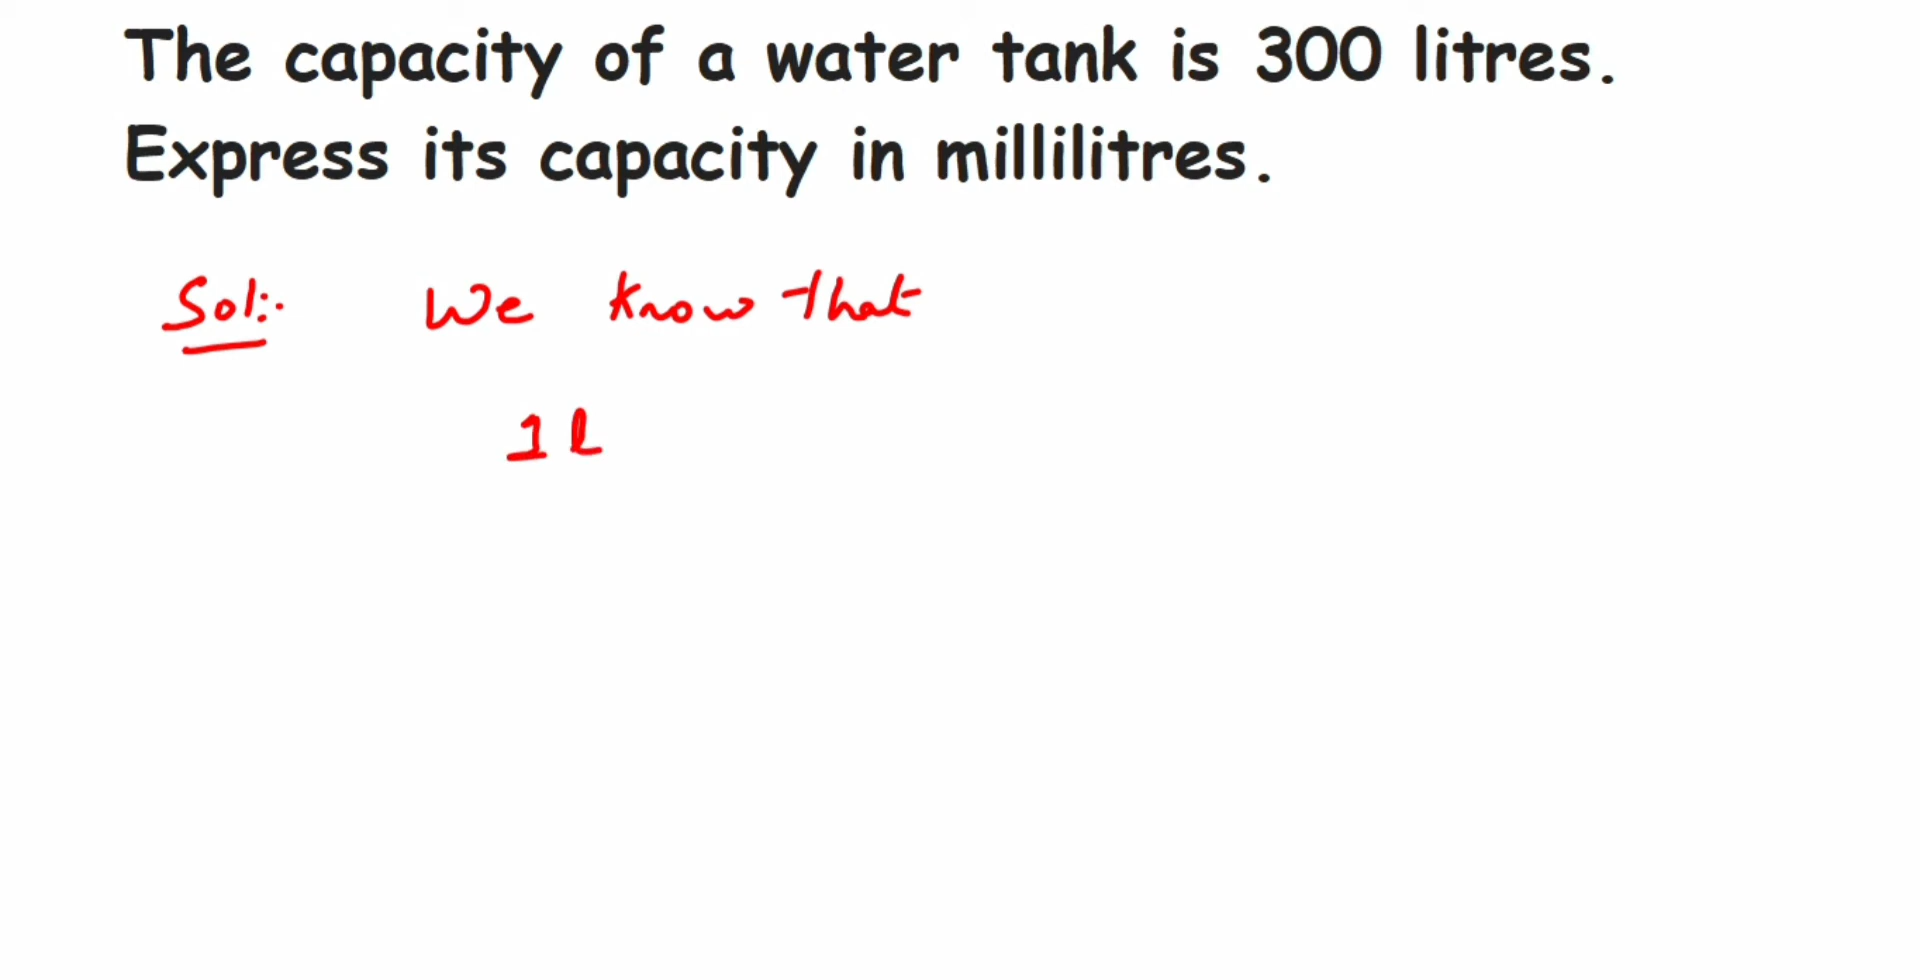 The capacity of a water tank is 300 litres.
Express its capacity in millilitres.
Sol:- We know that
1 l